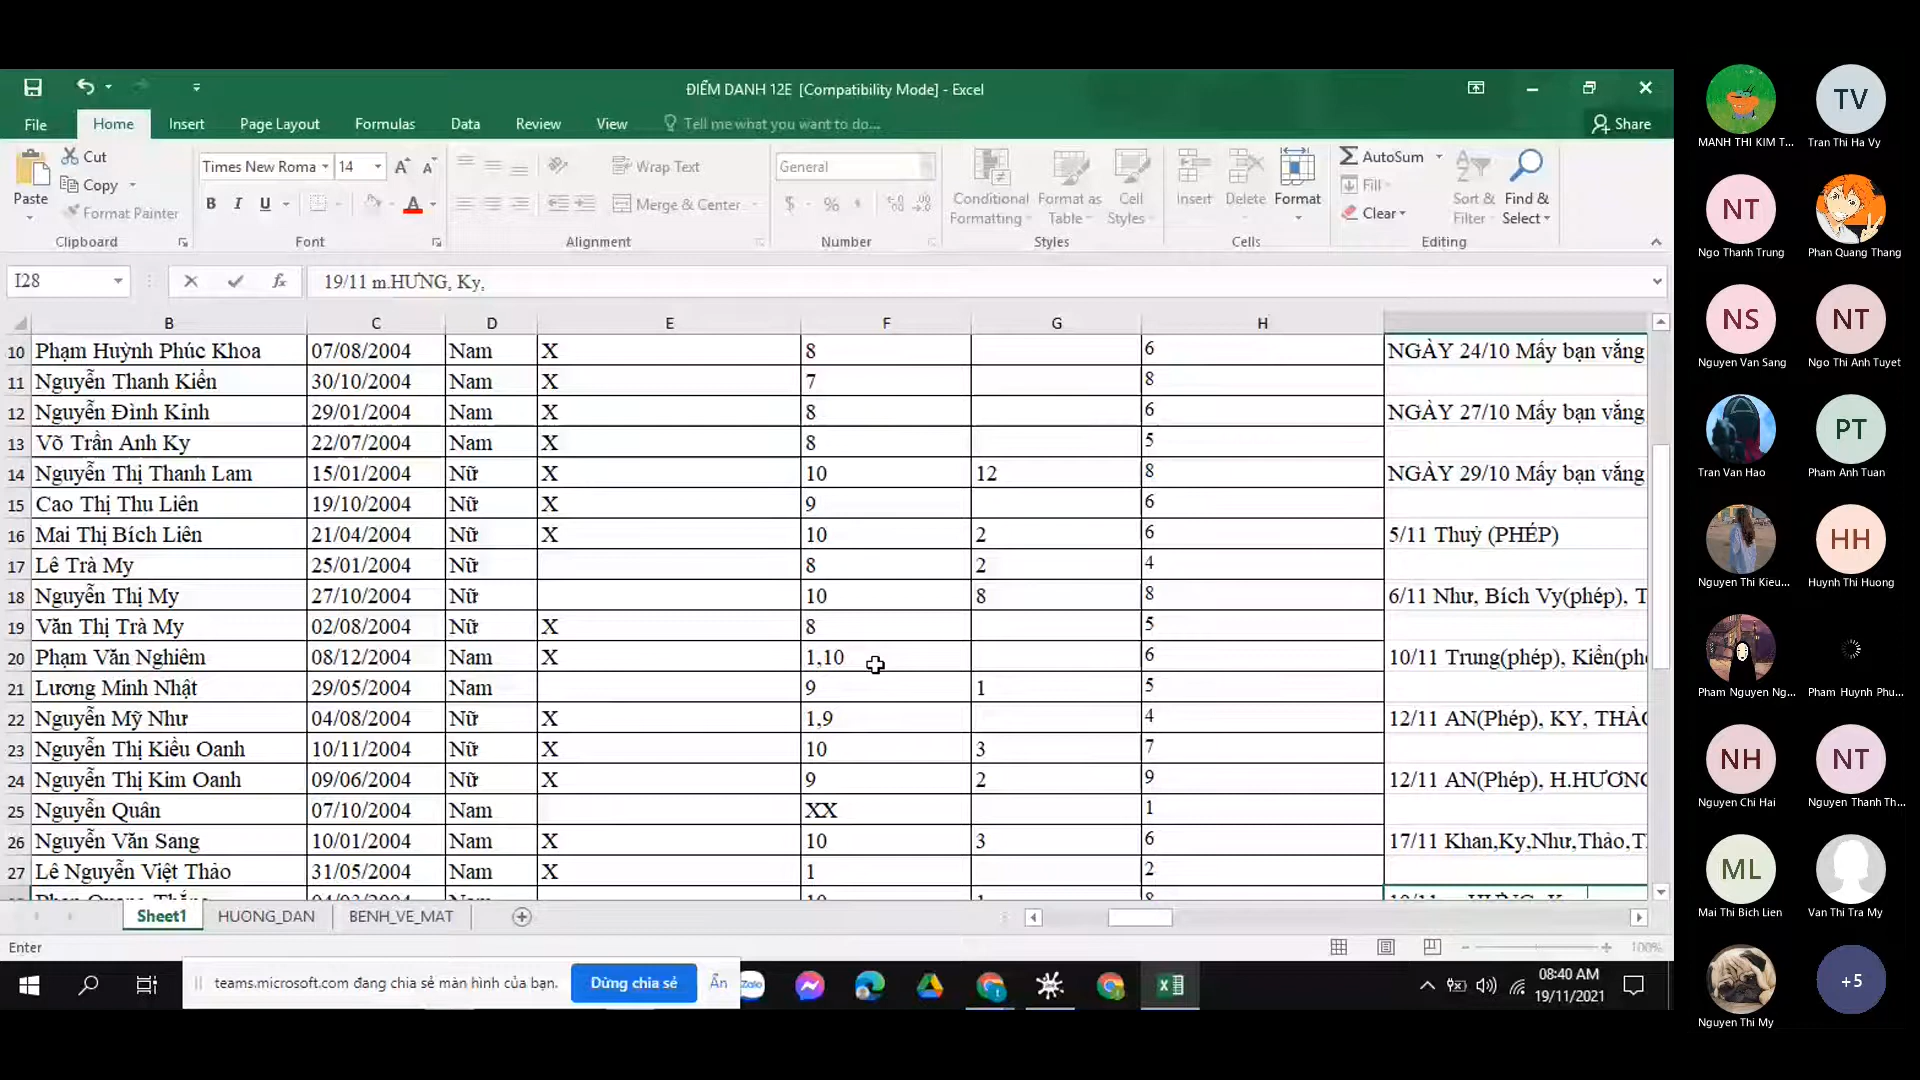 ĐIỂM DANH 12E [Compatibility Mode] - Excel
File Home Insert Page Layout Formulas Data Review View Tell me what you want to do... Share
Paste Cut Copy Format Painter Clipboard
Times New Roma 14 B I U A Font
Wrap Text Merge & Center Alignment
General $ % Number
Conditional Formatting Format as Table Cell Styles Styles
Insert Delete Format Cells
AutoSum Fill Clear Sort & Filter Find & Select Editing
I28 fx 19/11 m.HƯNG, Ky,
B C D E F G H
10 Phạm Huỳnh Phúc Khoa 07/08/2004 Nam X 8 6 NGÀY 24/10 Mấy bạn vắng
11 Nguyễn Thanh Kiển 30/10/2004 Nam X 7 8
12 Nguyễn Đình Kỉnh 29/01/2004 Nam X 8 6 NGÀY 27/10 Mấy bạn vắng
13 Võ Trần Anh Ky 22/07/2004 Nam X 8 5
14 Nguyễn Thị Thanh Lam 15/01/2004 Nữ X 10 12 8 NGÀY 29/10 Mấy bạn vắng
15 Cao Thị Thu Liên 19/10/2004 Nữ X 9 6
16 Mai Thị Bích Liên 21/04/2004 Nữ X 10 2 6 5/11 Thuỷ (PHÉP)
17 Lê Trà My 25/01/2004 Nữ 8 2 4
18 Nguyễn Thị My 27/10/2004 Nữ 10 8 8 6/11 Như, Bích Vy(phép), T
19 Văn Thị Trà My 02/08/2004 Nữ X 8 5
20 Phạm Văn Nghiêm 08/12/2004 Nam X 1,10 6 10/11 Trung(phép), Kiển(ph
21 Lương Minh Nhật 29/05/2004 Nam 9 1 5
22 Nguyễn Mỹ Như 04/08/2004 Nữ X 1,9 4 12/11 AN(Phép), KY, THẢO
23 Nguyễn Thị Kiều Oanh 10/11/2004 Nữ X 10 3 7
24 Nguyễn Thị Kim Oanh 09/06/2004 Nữ X 9 2 9 12/11 AN(Phép), H.HƯƠNG
25 Nguyễn Quân 07/10/2004 Nam XX 1
26 Nguyễn Văn Sang 10/01/2004 Nam X 10 3 6 17/11 Khan,Ky,Như,Thảo,T
27 Lê Nguyễn Việt Thảo 31/05/2004 Nam X 1 2
Sheet1 HUONG_DAN BENH_VE_MAT
Enter 100%
teams.microsoft.com đang chia sẻ màn hình của bạn. Dừng chia sẻ Ẩn
Zalo
08:40 AM
19/11/2021
TV
MANH THI KIM T... Tran Thi Ha Vy
NT
Ngo Thanh Trung Phan Quang Thang
NS NT
Nguyen Van Sang Ngo Thi Anh Tuyet
PT
Tran Van Hao Pham Anh Tuan
HH
Nguyen Thi Kieu... Huynh Thi Huong
Pham Nguyen Ng... Pham Huynh Phu...
NH NT
Nguyen Chi Hai Nguyen Thanh Th...
ML
Mai Thi Bich Lien Van Thi Tra My
+5
Nguyen Thi My